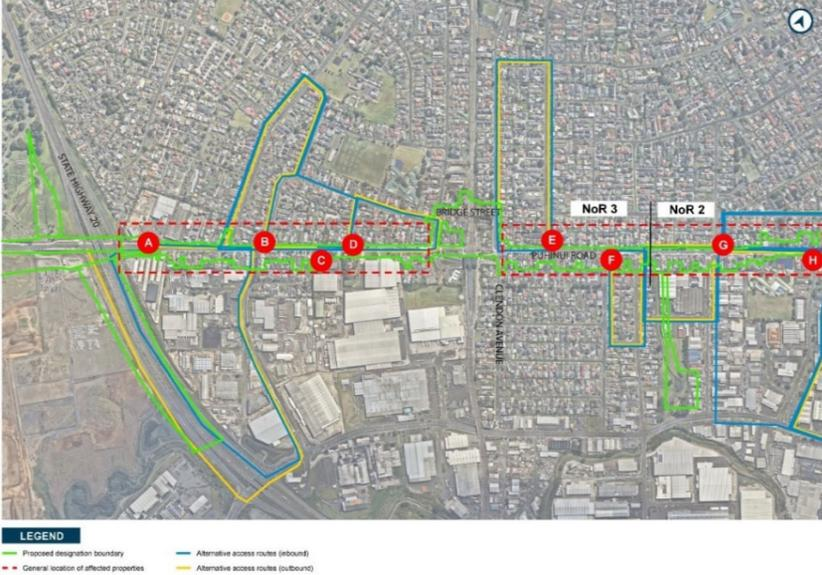 STATE HIGHWAY 20
BRIDGE STREET
NoR 3
NoR 2
A
B
C
D
E
F
G
H
PUHINUI ROAD
CLENDON AVENUE
LEGEND
Proposed designation boundary
General location of affected properties
Alternative access routes (inbound)
Alternative access routes (outbound)